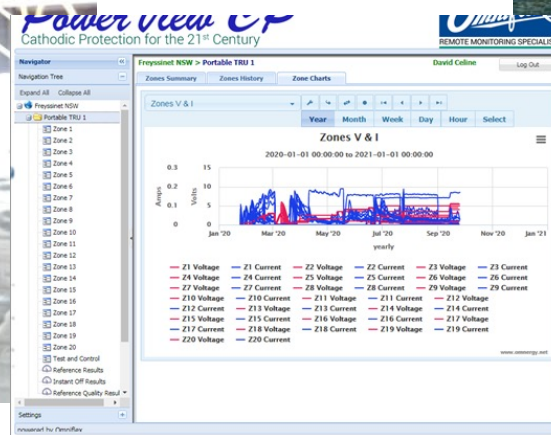 Power View CP
Cathodic Protection for the 21st Century
REMOTE MONITORING SPECIALIS
Navigator
Navigation Tree
Expand All Collapse All
Freyssinet NSW
Portable TRU 1
Zone 1
Zone 2
Zone 3
Zone 4
Zone 5
Zone 6
Zone 7
Zone 8
Zone 9
Zone 10
Zone 11
Zone 12
Zone 13
Zone 14
Zone 15
Zone 16
Zone 17
Zone 18
Zone 19
Zone 20
Test and Control
Reference Results
Instant Off Results
Reference Quality Resul
Settings
powered by Omniflex
Freyssinet NSW > Portable TRU 1
David Celine
Log Out
Zones Summary Zones History Zone Charts
Zones V & I
Year Month Week Day Hour Select
Zones V & I
2020-01-01 00:00:00 to 2021-01-01 00:00:00
Amps
0.3
0.2
0.1
0.0
Volts
15
10
5
0
Jan '20 Mar '20 May '20 Jul '20 Sep '20 Nov '20 Jan '21
yearly
Z1 Voltage Z1 Current Z2 Voltage Z2 Current Z3 Voltage Z3 Current
Z4 Voltage Z4 Current Z5 Voltage Z5 Current Z6 Voltage Z6 Current
Z7 Voltage Z7 Current Z8 Voltage Z8 Current Z9 Voltage Z9 Current
Z10 Voltage Z10 Current Z11 Voltage Z11 Current Z12 Voltage
Z12 Current Z13 Voltage Z13 Current Z14 Voltage Z14 Current
Z15 Voltage Z15 Current Z16 Voltage Z16 Current Z17 Voltage
Z17 Current Z18 Voltage Z18 Current Z19 Voltage Z19 Current
Z20 Voltage Z20 Current
www.omnergy.net